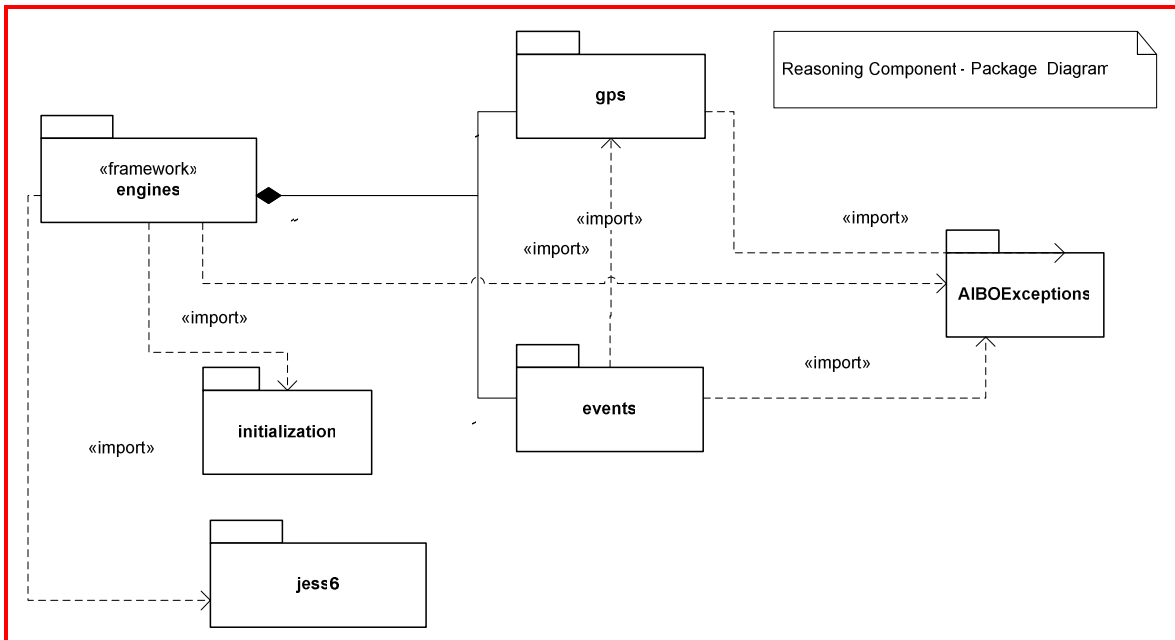 gps
Reasoning Component - Package Diagram
«framework»
engines
«import»
«import»
«import»
«import»
AIBOExceptions
«import»
initialization
events
«import»
jess6